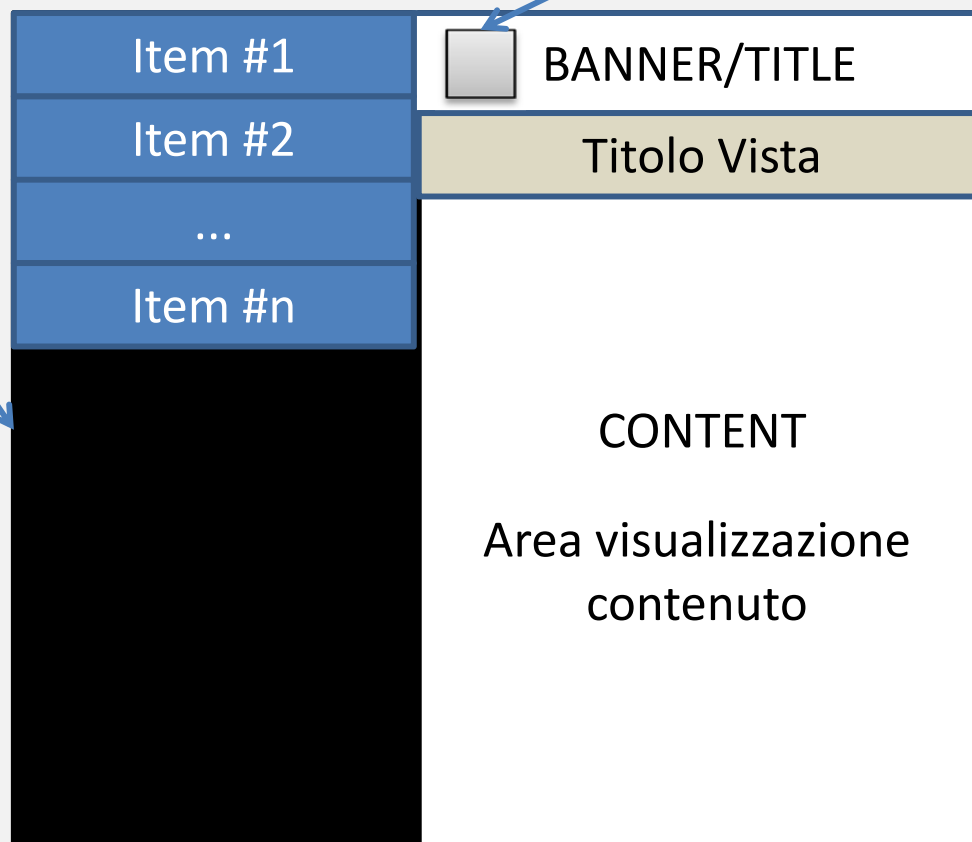 Item #1
Item #2
...
Item #n
BANNER/TITLE
Titolo Vista
CONTENT
Area visualizzazione
contenuto